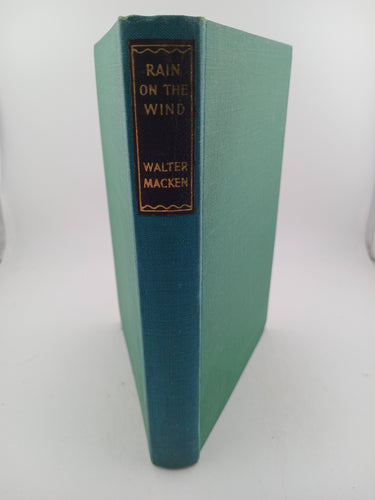 RAIN
ON THE
WIND
WALTER
MACKEN